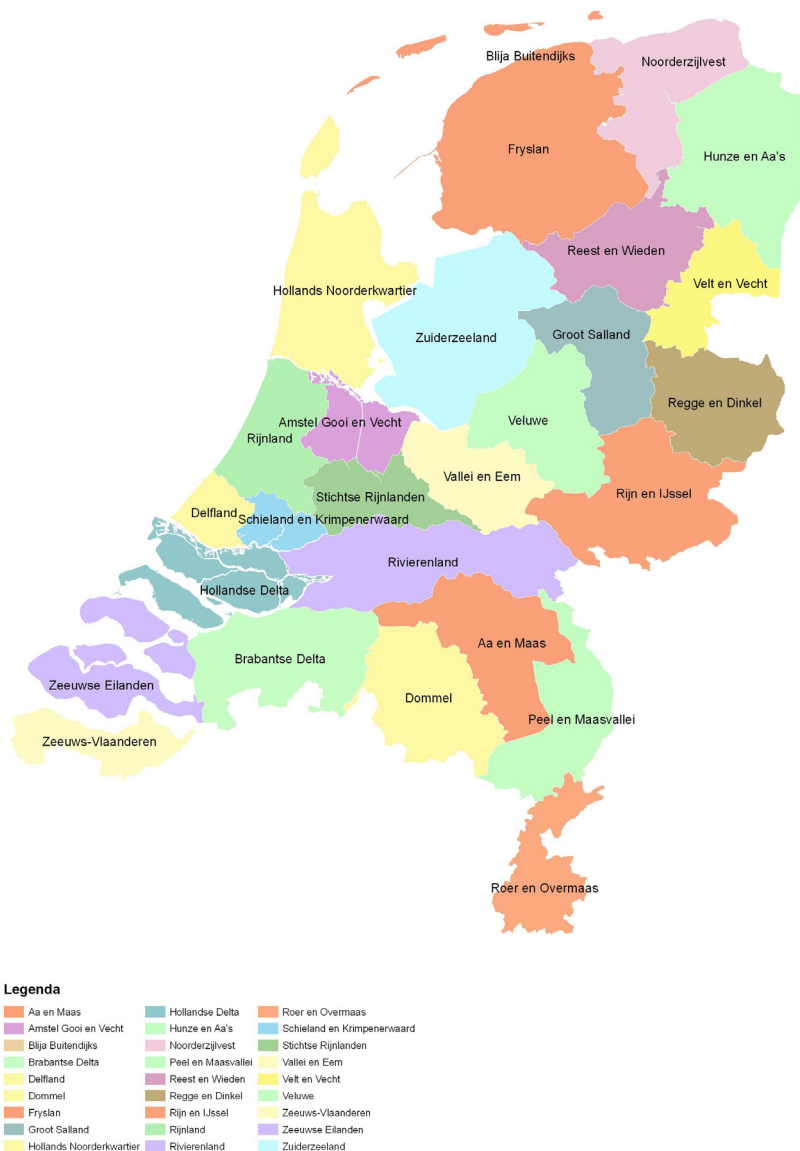 Blija Buitendijks
Noorderzijlvest
Fryslan
Hunze en Aa's
Reest en Wieden
Velt en Vecht
Hollands Noorderkwartier
Zuiderzeeland
Groot Salland
Regge en Dinkel
Amstel Gooi en Vecht
Veluwe
Rijnland
Vallei en Eem
Rijn en IJssel
Stichtse Rijnlanden
Delfland
Schieland en Krimpenerwaard
Rivierenland
Hollandse Delta
Aa en Maas
Brabantse Delta
Zeeuwse Eilanden
Dommel
Peel en Maasvallei
Zeeuws-Vlaanderen
Roer en Overmaas
Legenda
Aa en Maas
Amstel Gooi en Vecht
Blija Buitendijks
Brabantse Delta
Delfland
Dommel
Fryslan
Groot Salland
Hollands Noorderkwartier
Hollandse Delta
Hunze en Aa's
Noorderzijlvest
Peel en Maasvallei
Reest en Wieden
Regge en Dinkel
Rijn en IJssel
Rijnland
Rivierenland
Roer en Overmaas
Schieland en Krimpenerwaard
Stichtse Rijnlanden
Vallei en Eem
Velt en Vecht
Veluwe
Zeeuws-Vlaanderen
Zeeuwse Eilanden
Zuiderzeeland